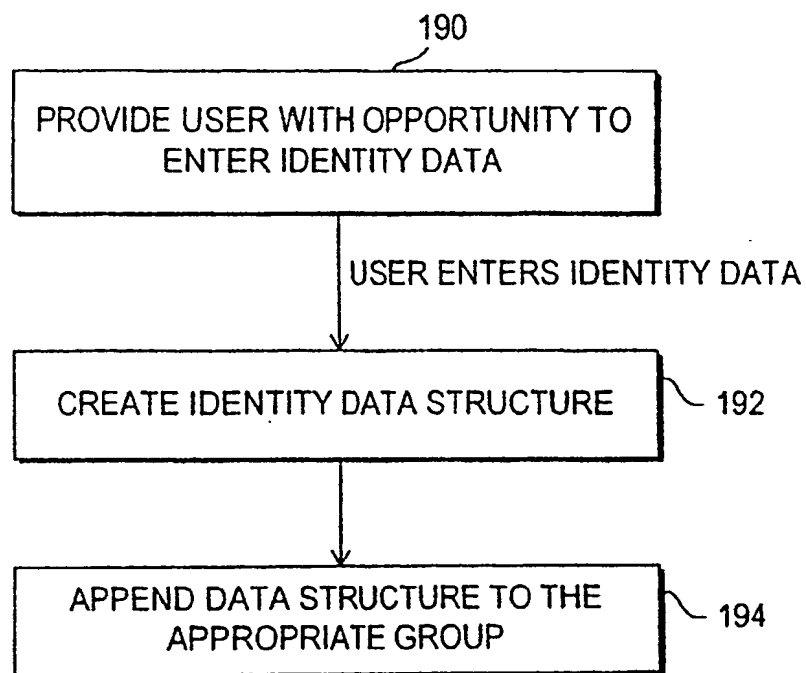 190
PROVIDE USER WITH OPPORTUNITY TO
ENTER IDENTITY DATA
USER ENTERS IDENTITY DATA
CREATE IDENTITY DATA STRUCTURE
192
APPEND DATA STRUCTURE TO THE
APPROPRIATE GROUP
194